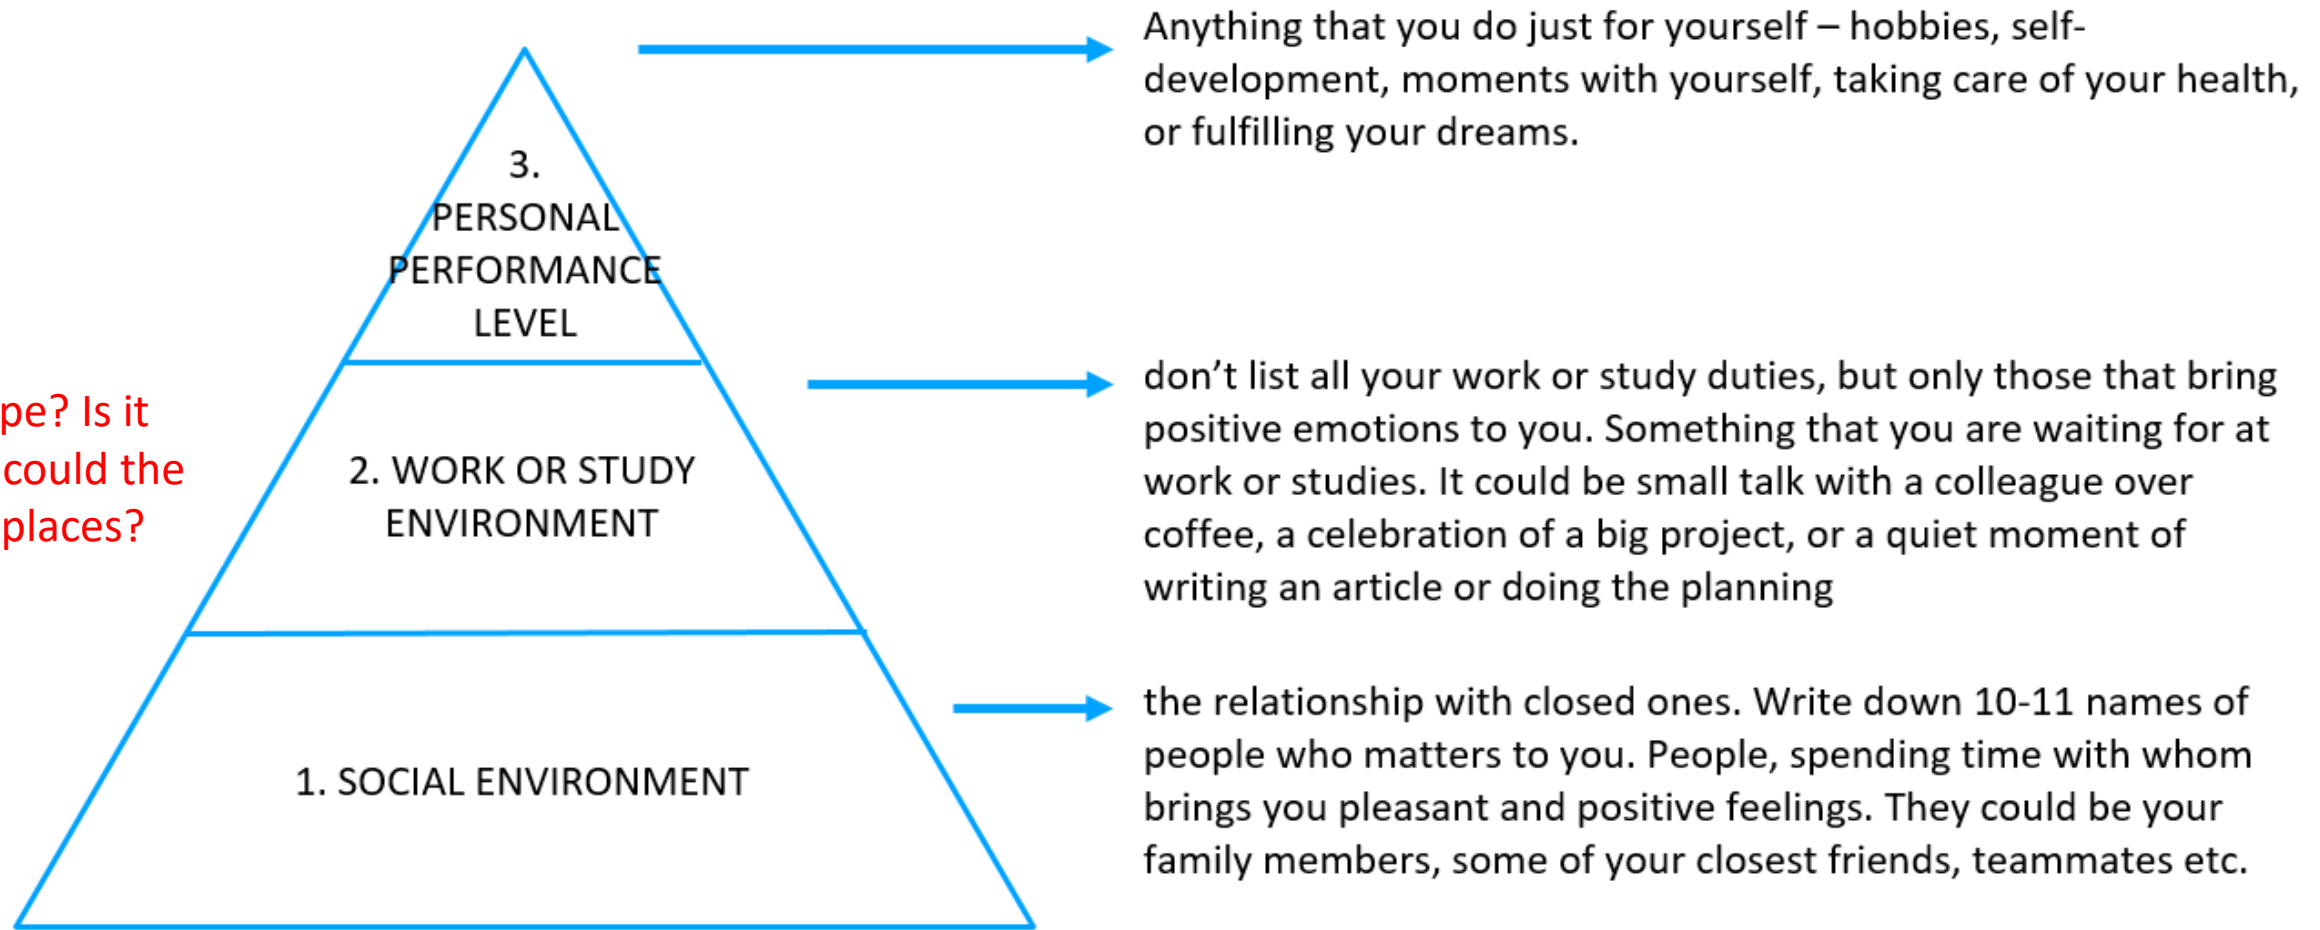 Anything that you do just for yourself – hobbies, self-
development, moments with yourself, taking care of your health,
or fulfilling your dreams.
3.
PERSONAL
PERFORMANCE
LEVEL
don’t list all your work or study duties, but only those that bring
positive emotions to you. Something that you are waiting for at
work or studies. It could be small talk with a colleague over
coffee, a celebration of a big project, or a quiet moment of
writing an article or doing the planning
pe? Is it
could the
places?
2. WORK OR STUDY
ENVIRONMENT
the relationship with closed ones. Write down 10-11 names of
people who matters to you. People, spending time with whom
brings you pleasant and positive feelings. They could be your
family members, some of your closest friends, teammates etc.
1. SOCIAL ENVIRONMENT